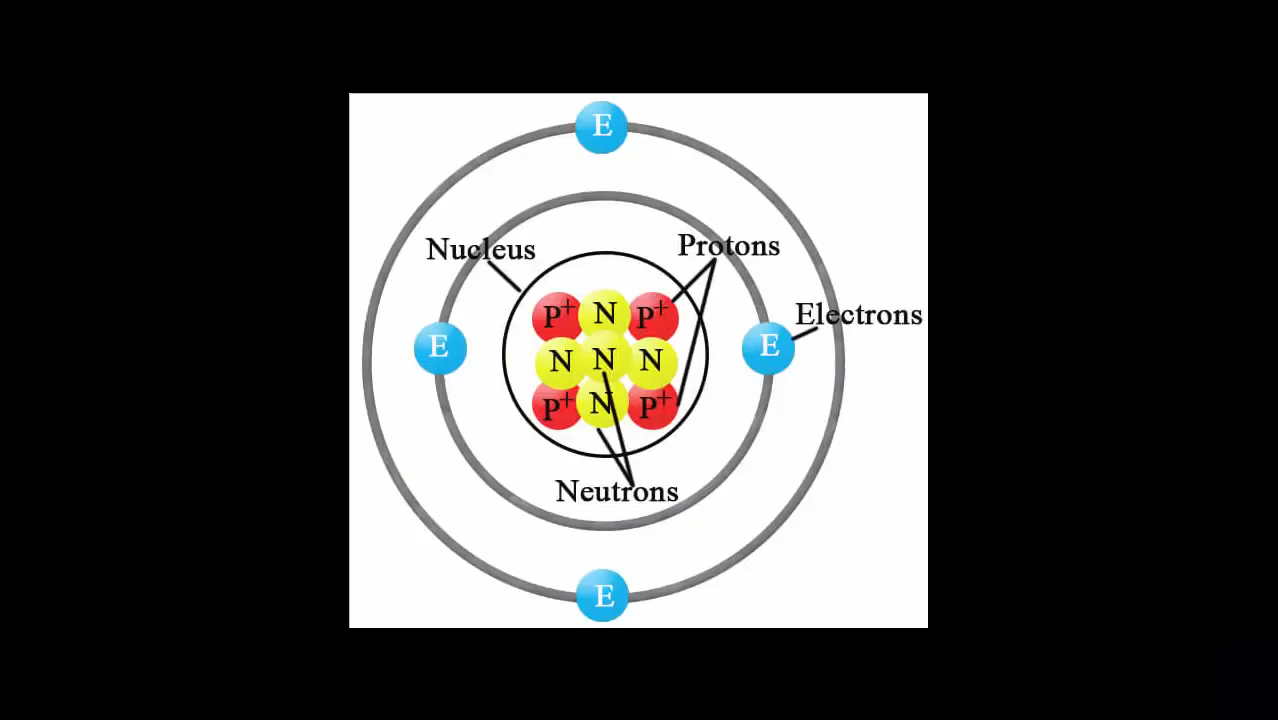 E
Nucleus
Protons
P+ N P+
Electrons
E
N N N
E
P+ N P+
Neutrons
E